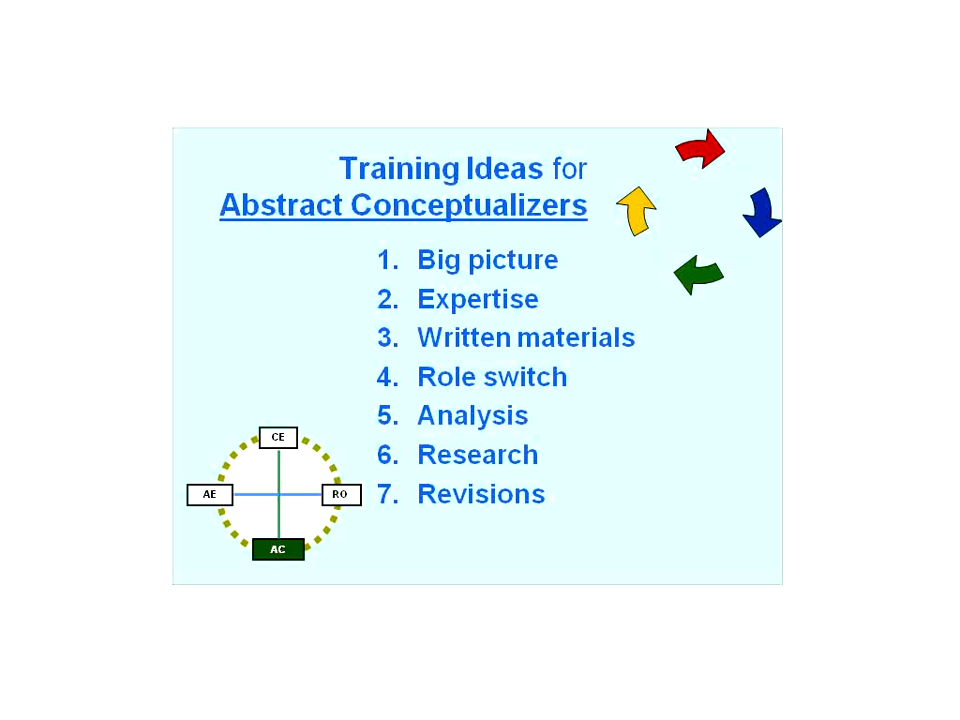 Training Ideas for
Abstract Conceptualizers
1. Big picture
2. Expertise
3. Written materials
4. Role switch
5. Analysis
6. Research
7. Revisions
CE
AE
RO
AC